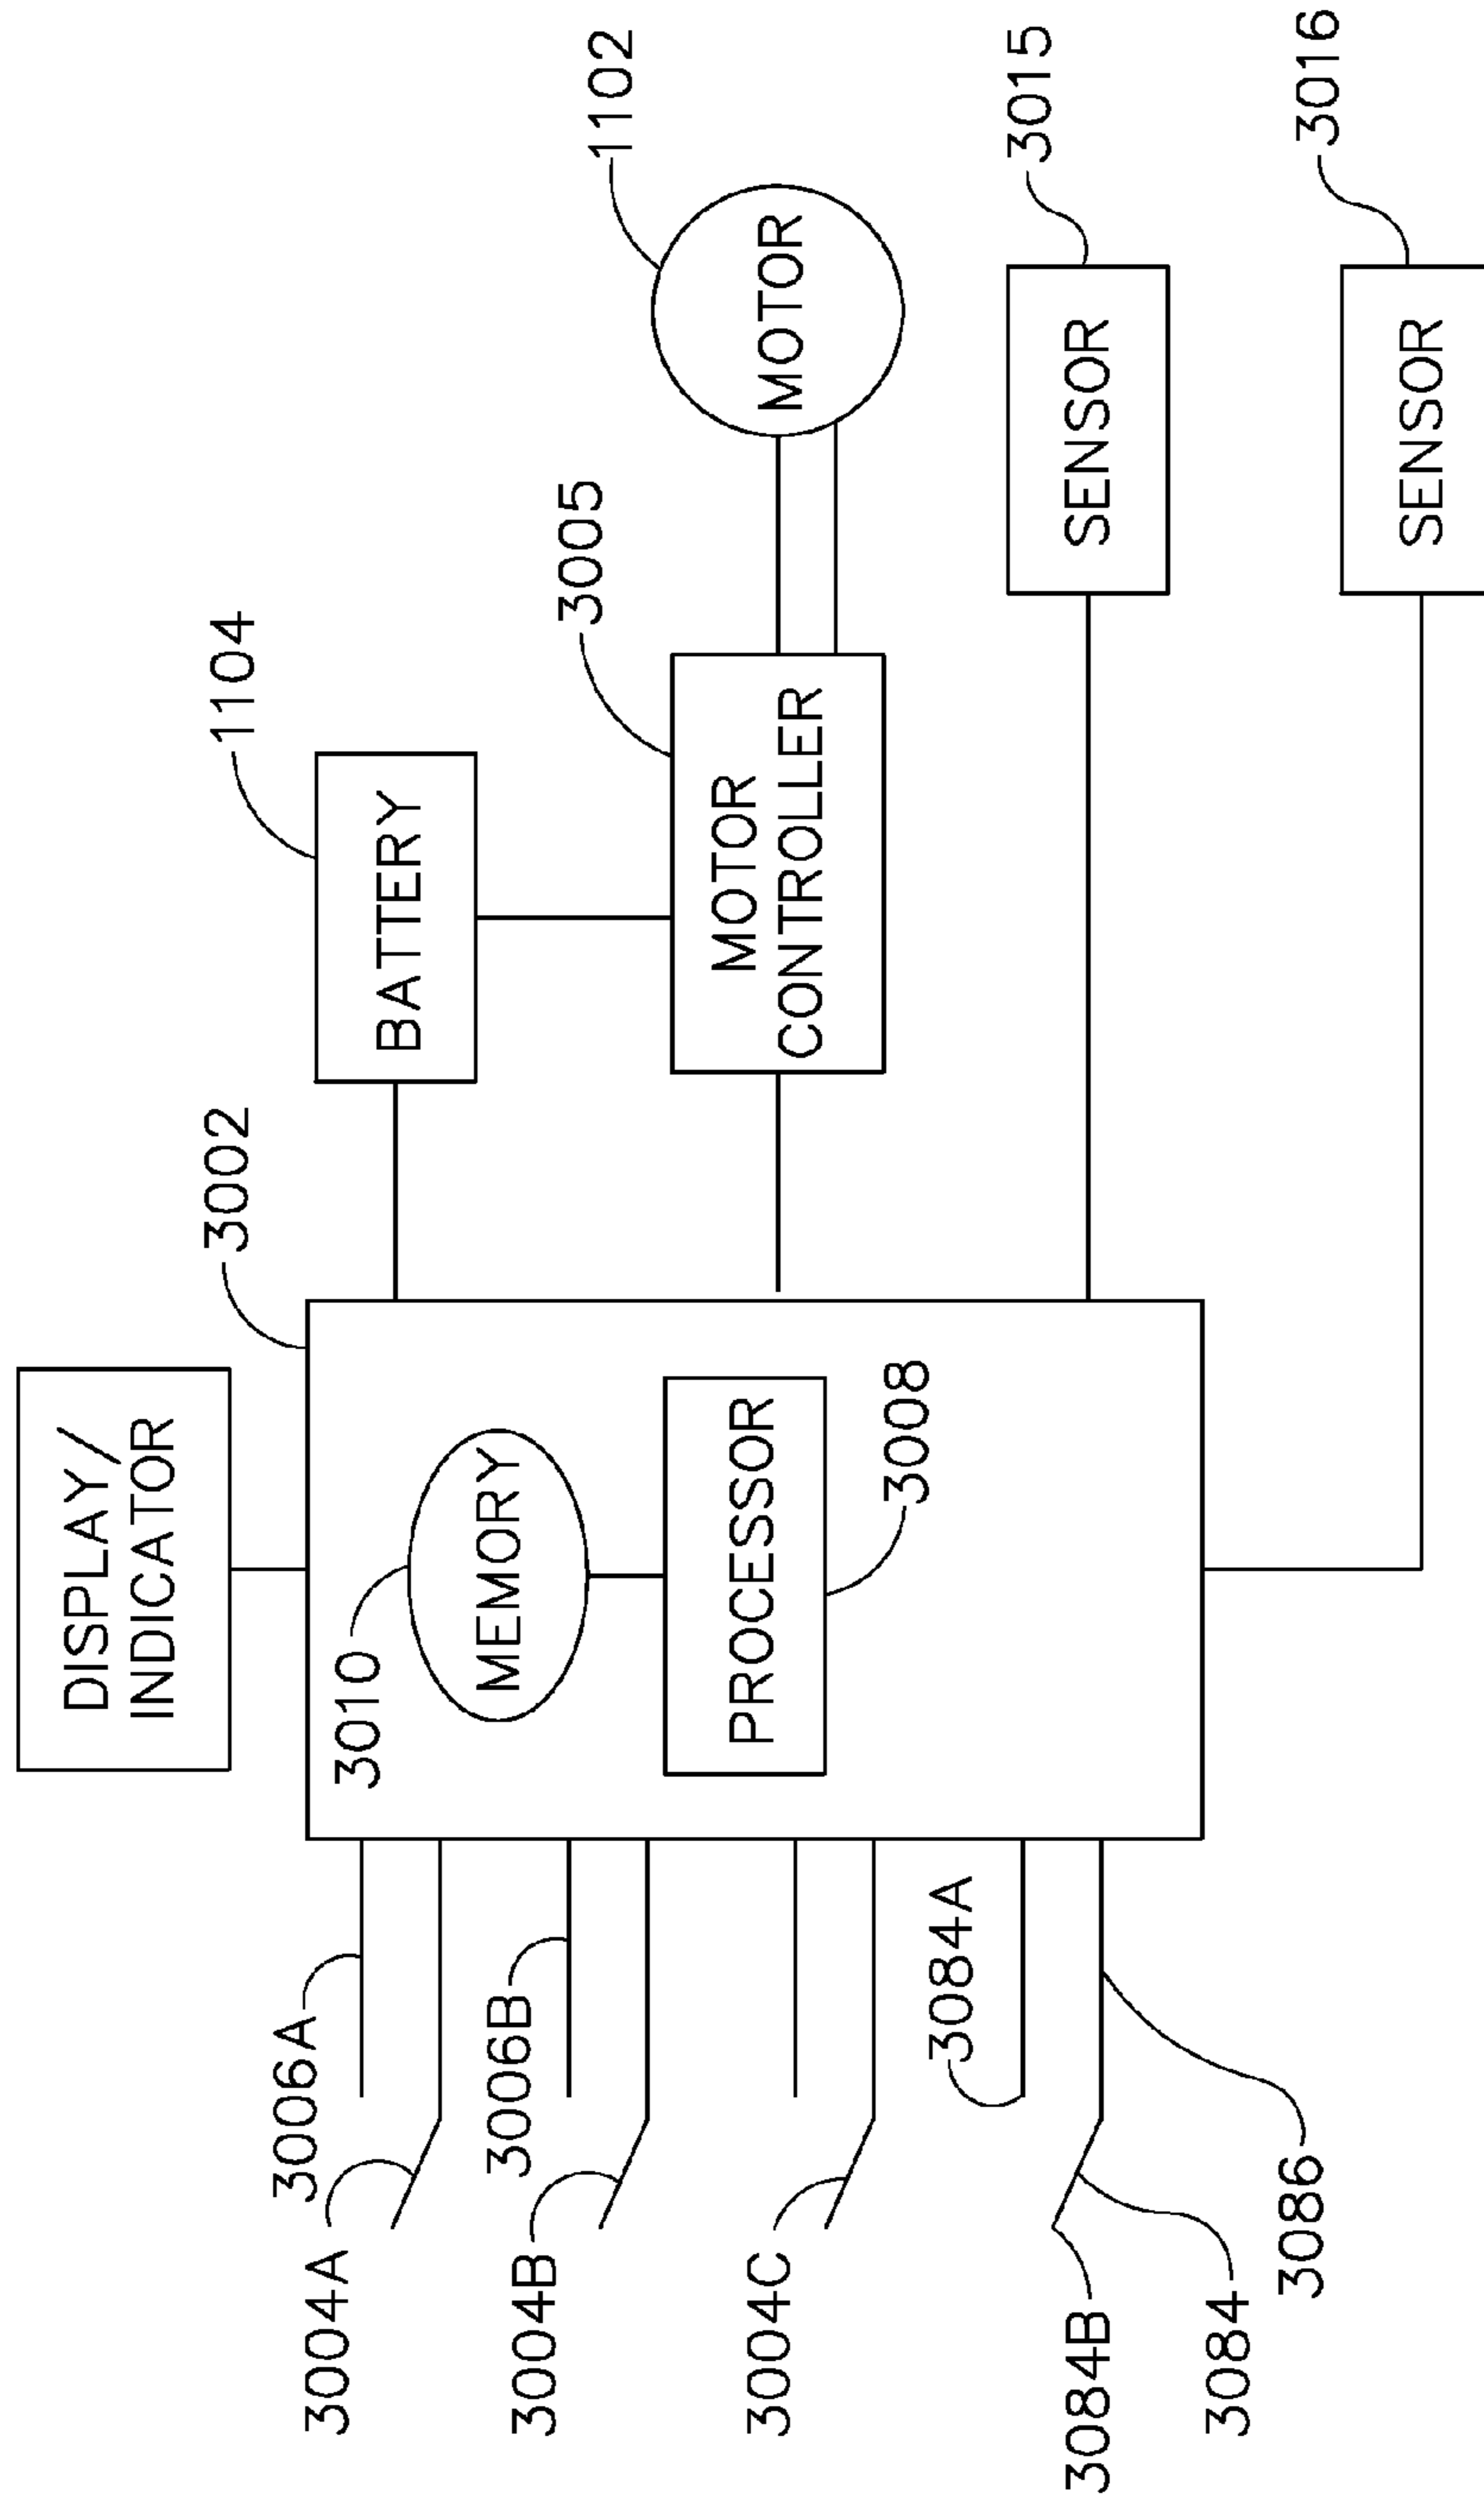 DISPLAY/
INDICATOR
3002
1104
BATTERY
3005
MOTOR
CONTROLLER
1102
MOTOR
3015
SENSOR
3016
SENSOR
3010
MEMORY
PROCESSOR
3008
3006A
3004A
3006B
3004B
3004C
3084A
3084B
3084
3086